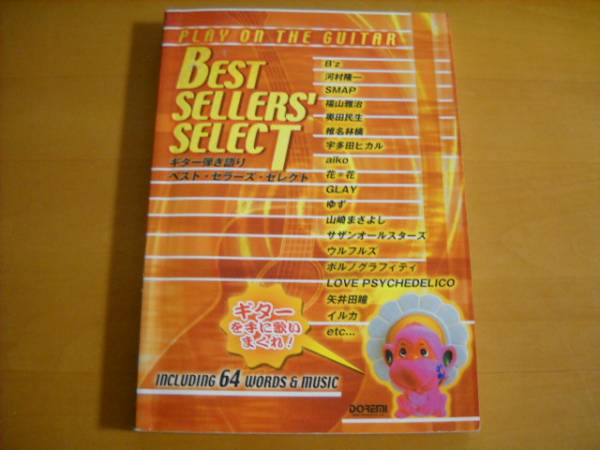 PLAY ON THE GUITAR
BEST
SELLERS'
SELECT
ギター弾き語り
ベスト・セラーズ・セレクト
B'z
河村隆一
SMAP
福山雅治
奥田民生
椎名林檎
宇多田ヒカル
aiko
花*花
GLAY
ゆず
山崎まさよし
サザンオールスターズ
ウルフルズ
ポルノグラフィティ
LOVE PSYCHEDELICO
矢井田瞳
イルカ
etc...
ギター
を手に歌い
まくれ!
INCLUDING 64 WORDS & MUSIC
DOREMI